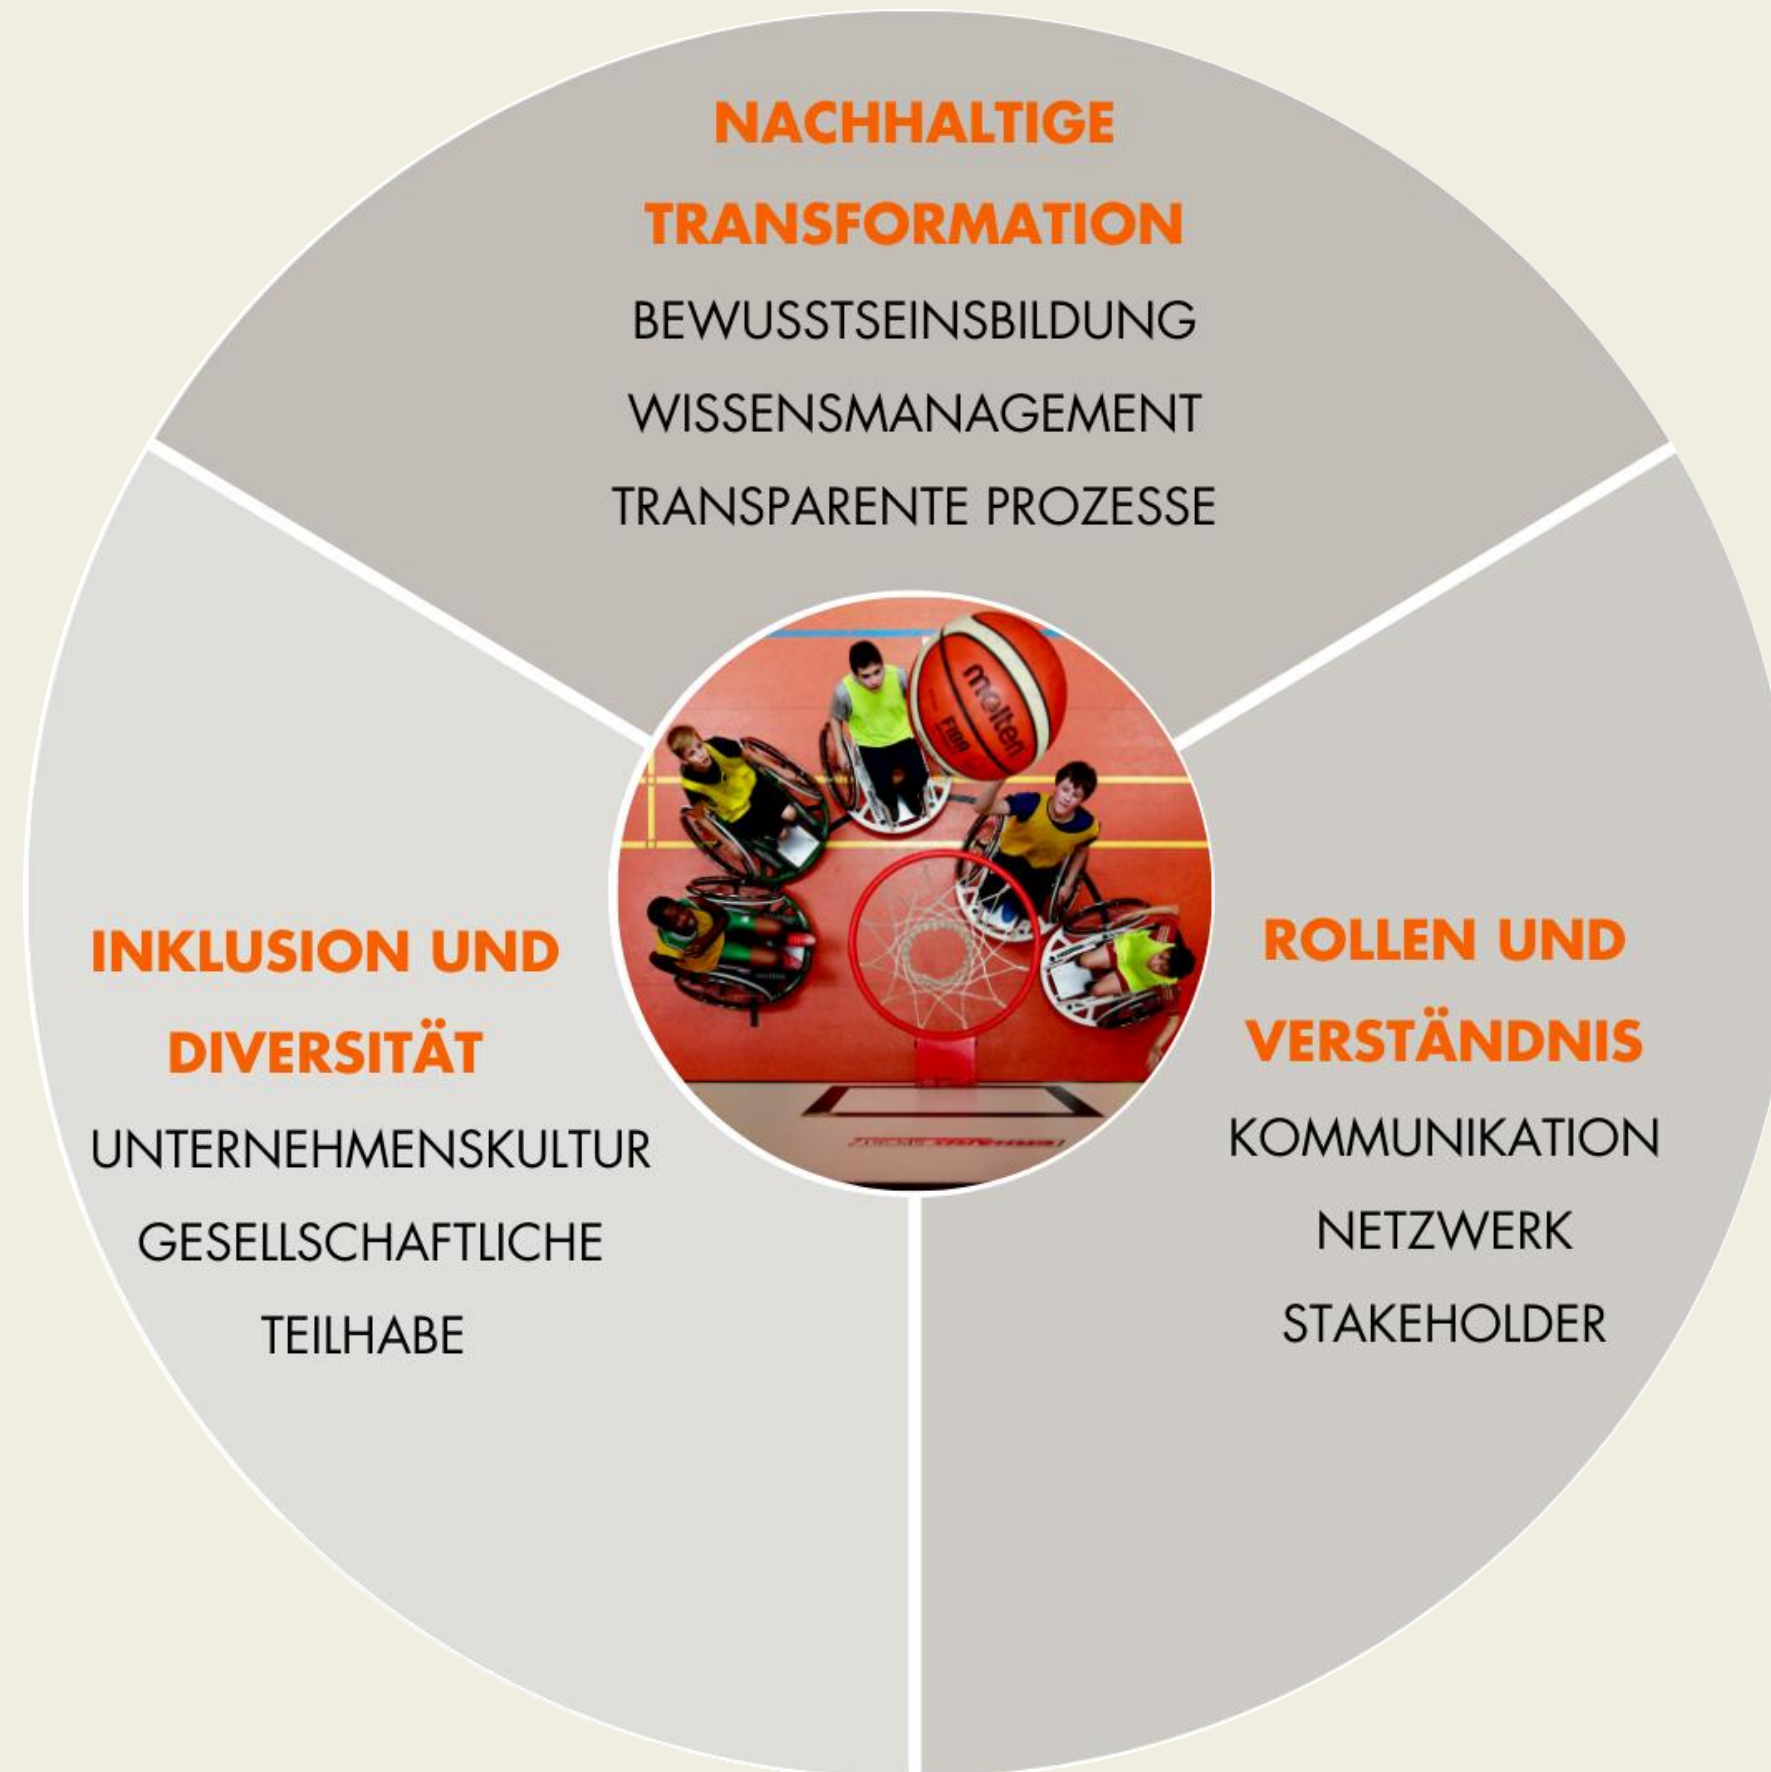 NACHHALTIGE
TRANSFORMATION
BEWUSSTSEINSBILDUNG
WISSENSMANAGEMENT
TRANSPARENTE PROZESSE
INKLUSION UND
DIVERSITÄT
UNTERNEHMENSKULTUR
GESELLSCHAFTLICHE
TEILHABE
ROLLEN UND
VERSTÄNDNIS
KOMMUNIKATION
NETZWERK
STAKEHOLDER
molten
FIBA